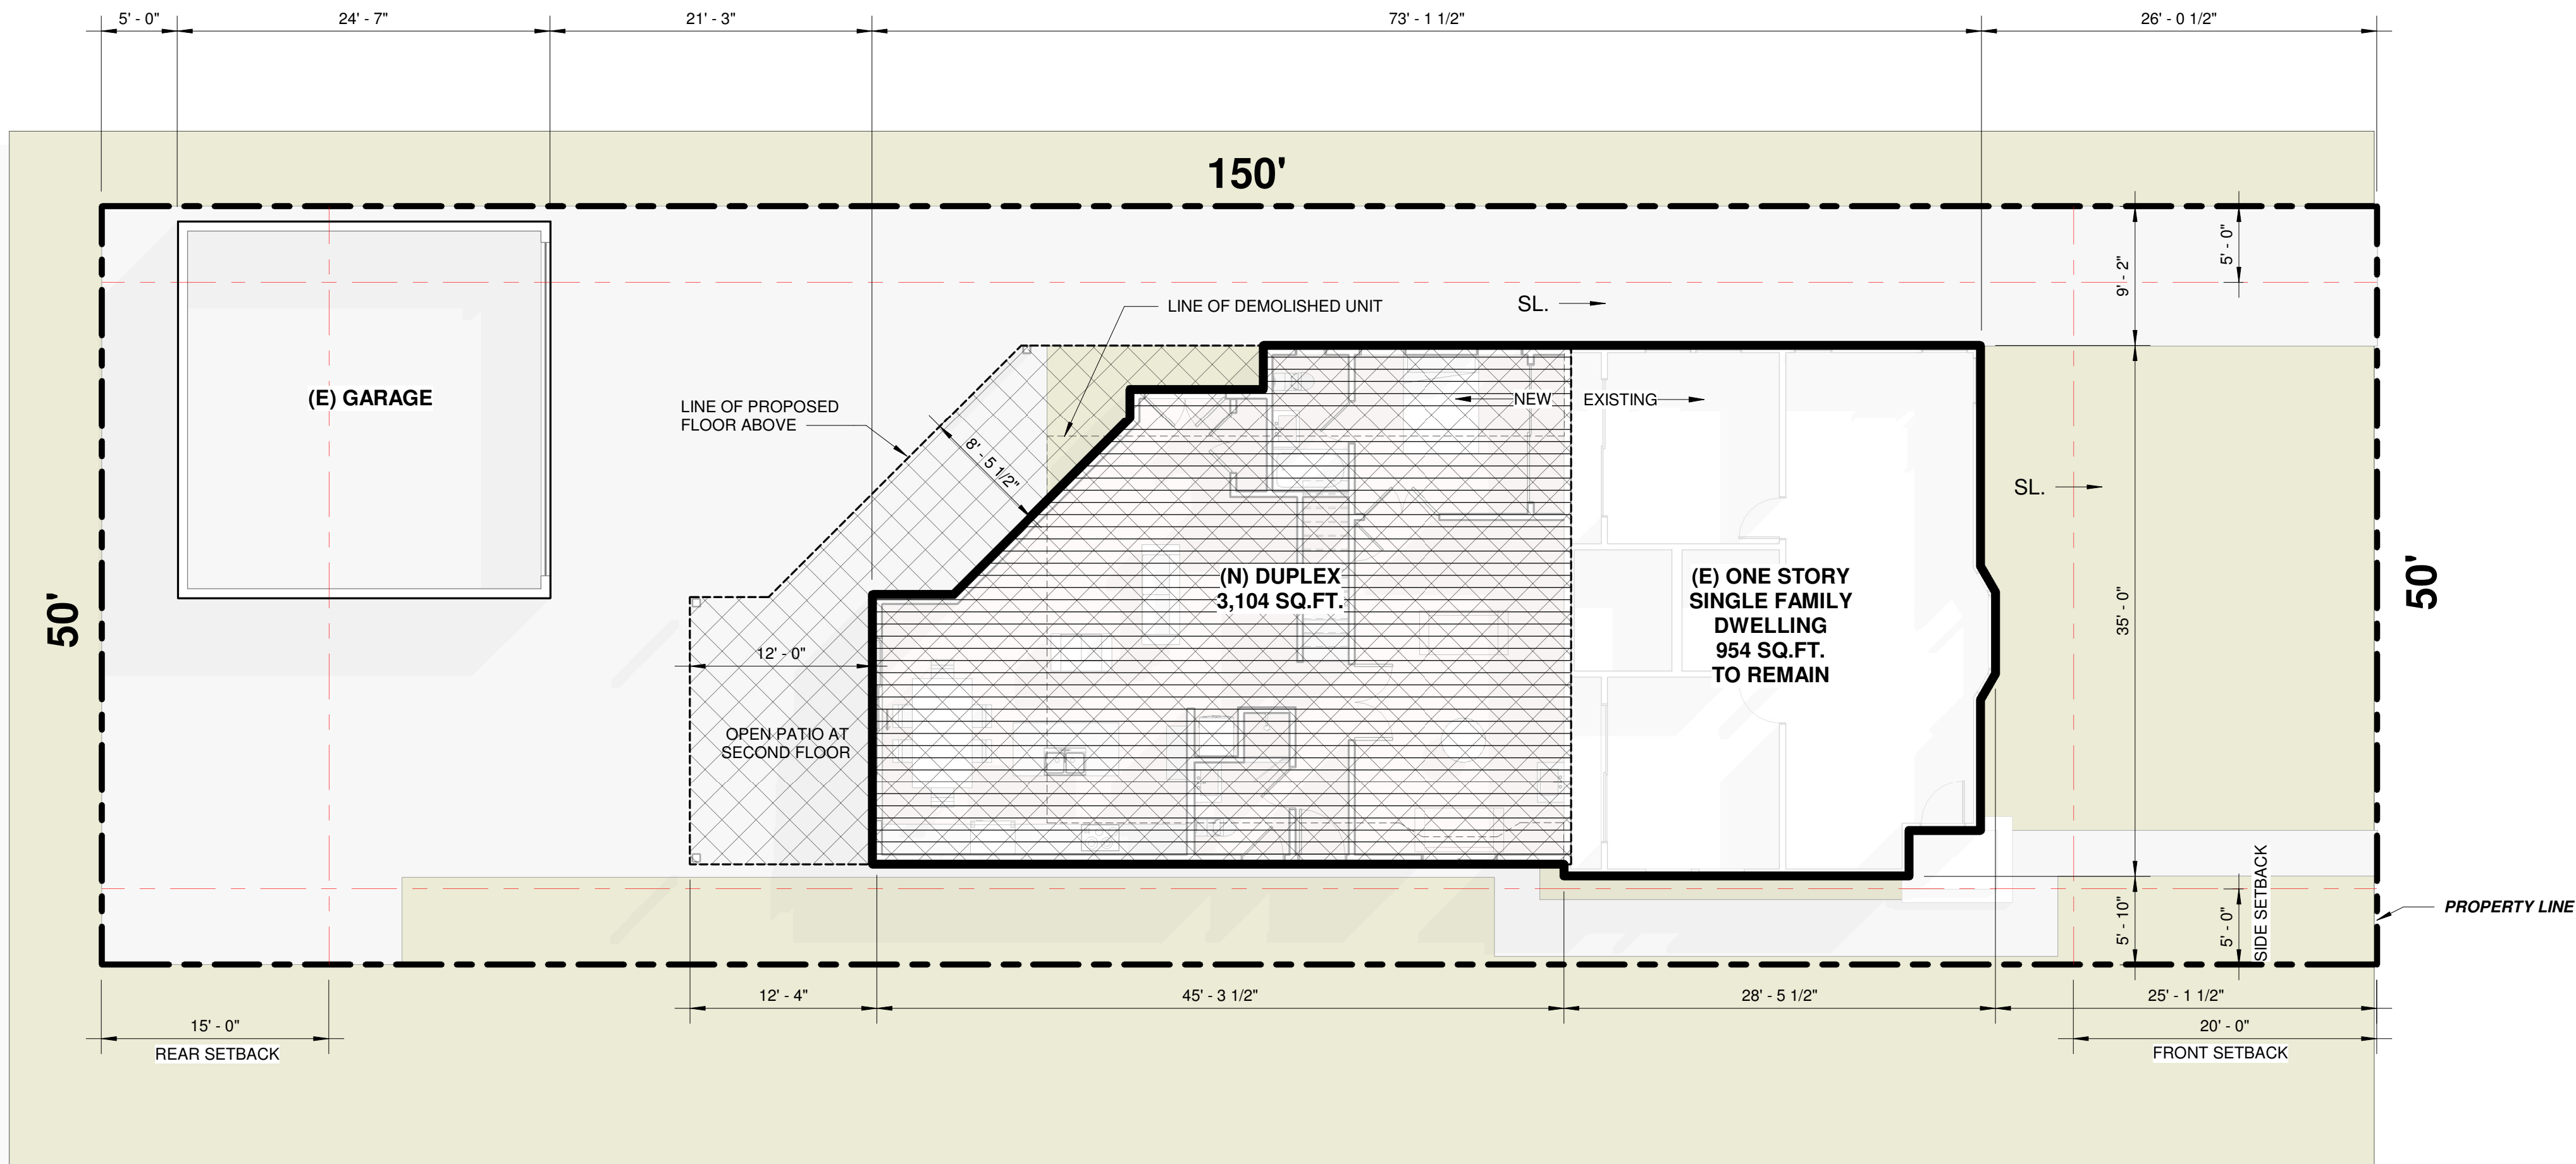 5' - 0"
24' - 7"
21' - 3"
73' - 1 1/2"
26' - 0 1/2"
150'
5' - 0"
9' - 2"
SL.
LINE OF DEMOLISHED UNIT
(E) GARAGE
LINE OF PROPOSED
FLOOR ABOVE
NEW
EXISTING
8' - 5 1/2"
SL.
50'
(N) DUPLEX
3,104 SQ.FT.
(E) ONE STORY
SINGLE FAMILY
DWELLING
954 SQ.FT.
TO REMAIN
35' - 0"
50'
12' - 0"
OPEN PATIO AT
SECOND FLOOR
5' - 10"
5' - 0"
SIDE SETBACK
PROPERTY LINE
12' - 4"
45' - 3 1/2"
28' - 5 1/2"
25' - 1 1/2"
15' - 0"
REAR SETBACK
20' - 0"
FRONT SETBACK